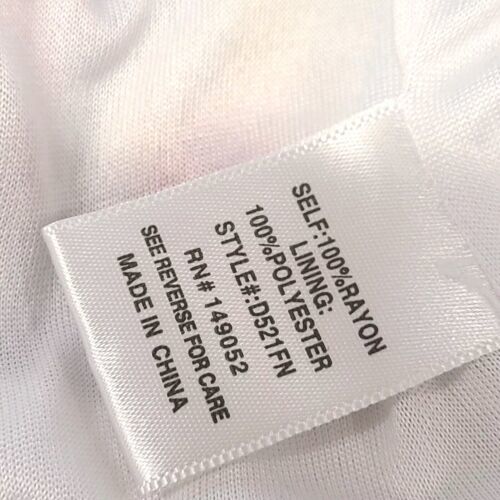 SELF:100%RAYON
LINING:
100%POLYESTER
STYLE#:D521FN
RN# 149052
SEE REVERSE FOR CARE
MADE IN CHINA